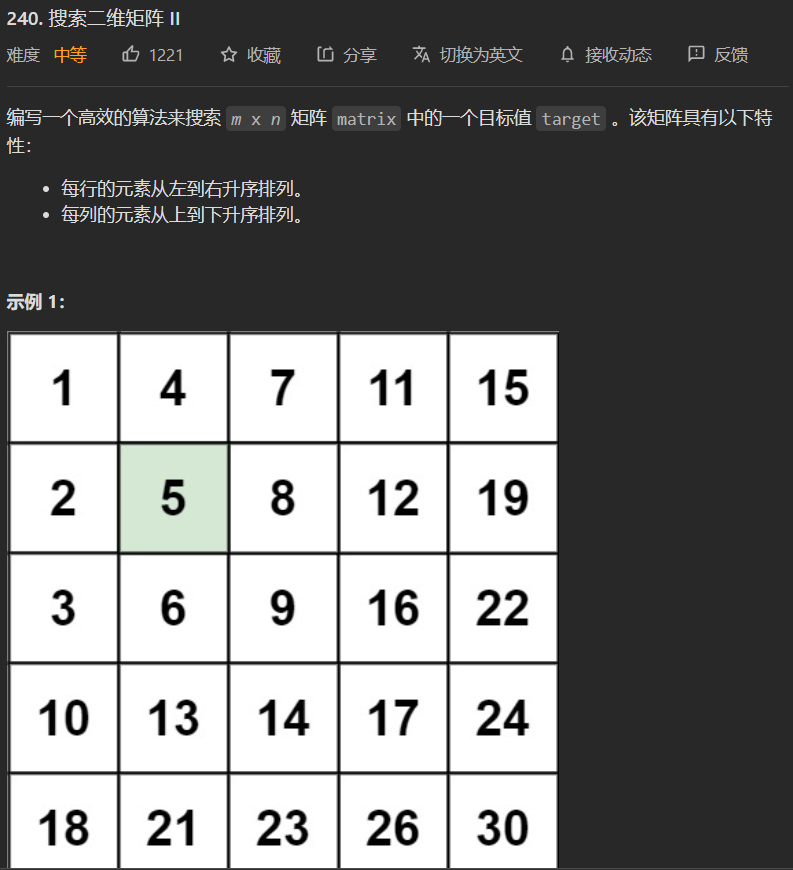 240. 搜索二维矩阵 II
难度 中等 1221 收藏 分享 切换为英文 接收动态 反馈
编写一个高效的算法来搜索 m x n 矩阵 matrix 中的一个目标值 target 。该矩阵具有以下特
性：
• 每行的元素从左到右升序排列。
• 每列的元素从上到下升序排列。
示例 1：
1 4 7 11 15
2 5 8 12 19
3 6 9 16 22
10 13 14 17 24
18 21 23 26 30